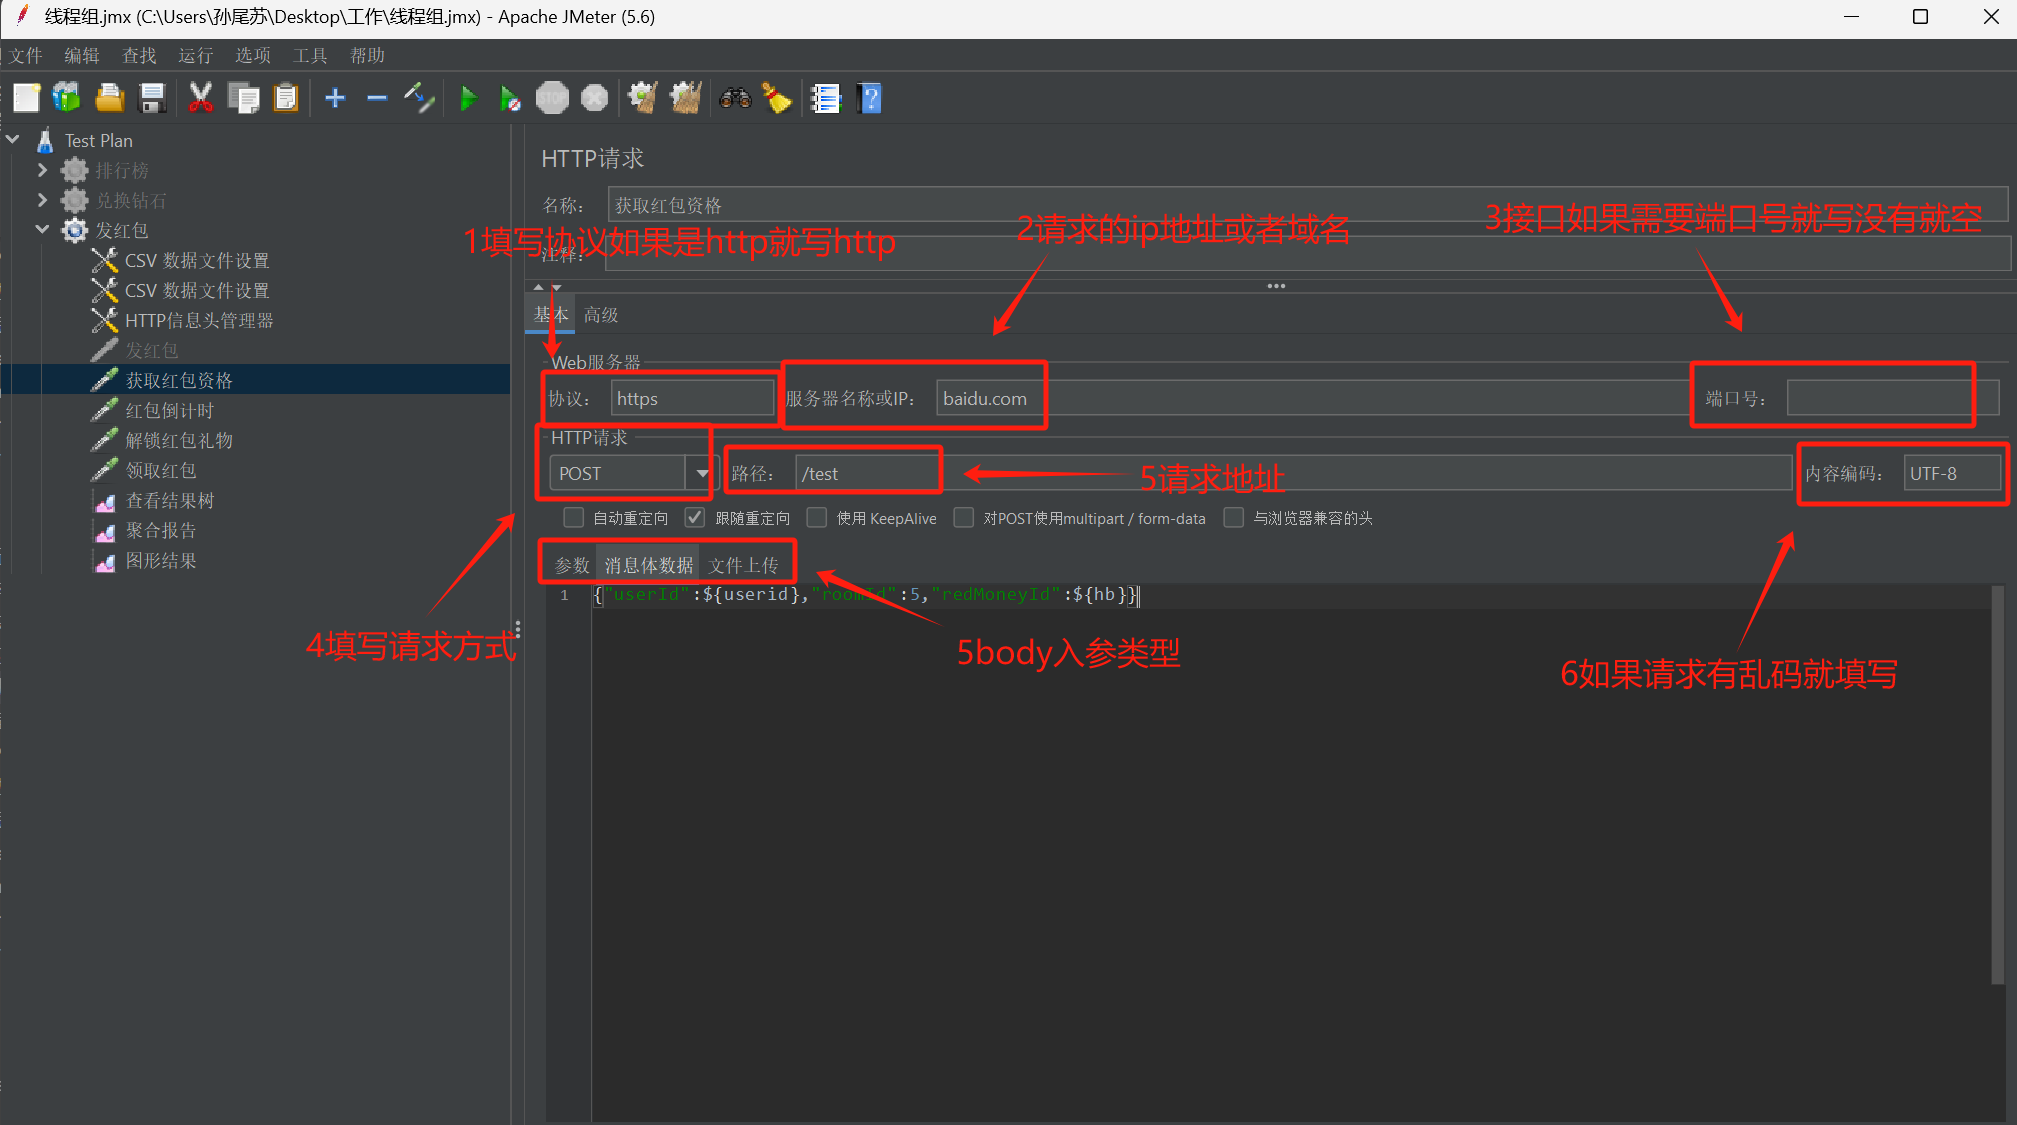 线程组.jmx (C:\Users\孙尾苏\Desktop\工作\线程组.jmx) - Apache JMeter (5.6)
文件 编辑 查找 运行 选项 工具 帮助
STOP
Test Plan
排行榜
兑换钻石
发红包
CSV 数据文件设置
CSV 数据文件设置
HTTP信息头管理器
发红包
获取红包资格
红包倒计时
解锁红包礼物
领取红包
查看结果树
聚合报告
图形结果
HTTP请求
名称： 获取红包资格
注释：
1填写协议如果是http就写http
2请求的ip地址或者域名
3接口如果需要端口号就写没有就空
基本 高级
Web服务器
协议： https 服务器名称或IP： baidu.com 端口号：
HTTP请求
POST 路径： /test 内容编码： UTF-8
5请求地址
自动重定向 跟随重定向 使用 KeepAlive 对POST使用multipart / form-data 与浏览器兼容的头
参数 消息体数据 文件上传
1 {"userId":${userid},"roomId":5,"redMoneyId":${hb}}
4填写请求方式
5body入参类型
6如果请求有乱码就填写